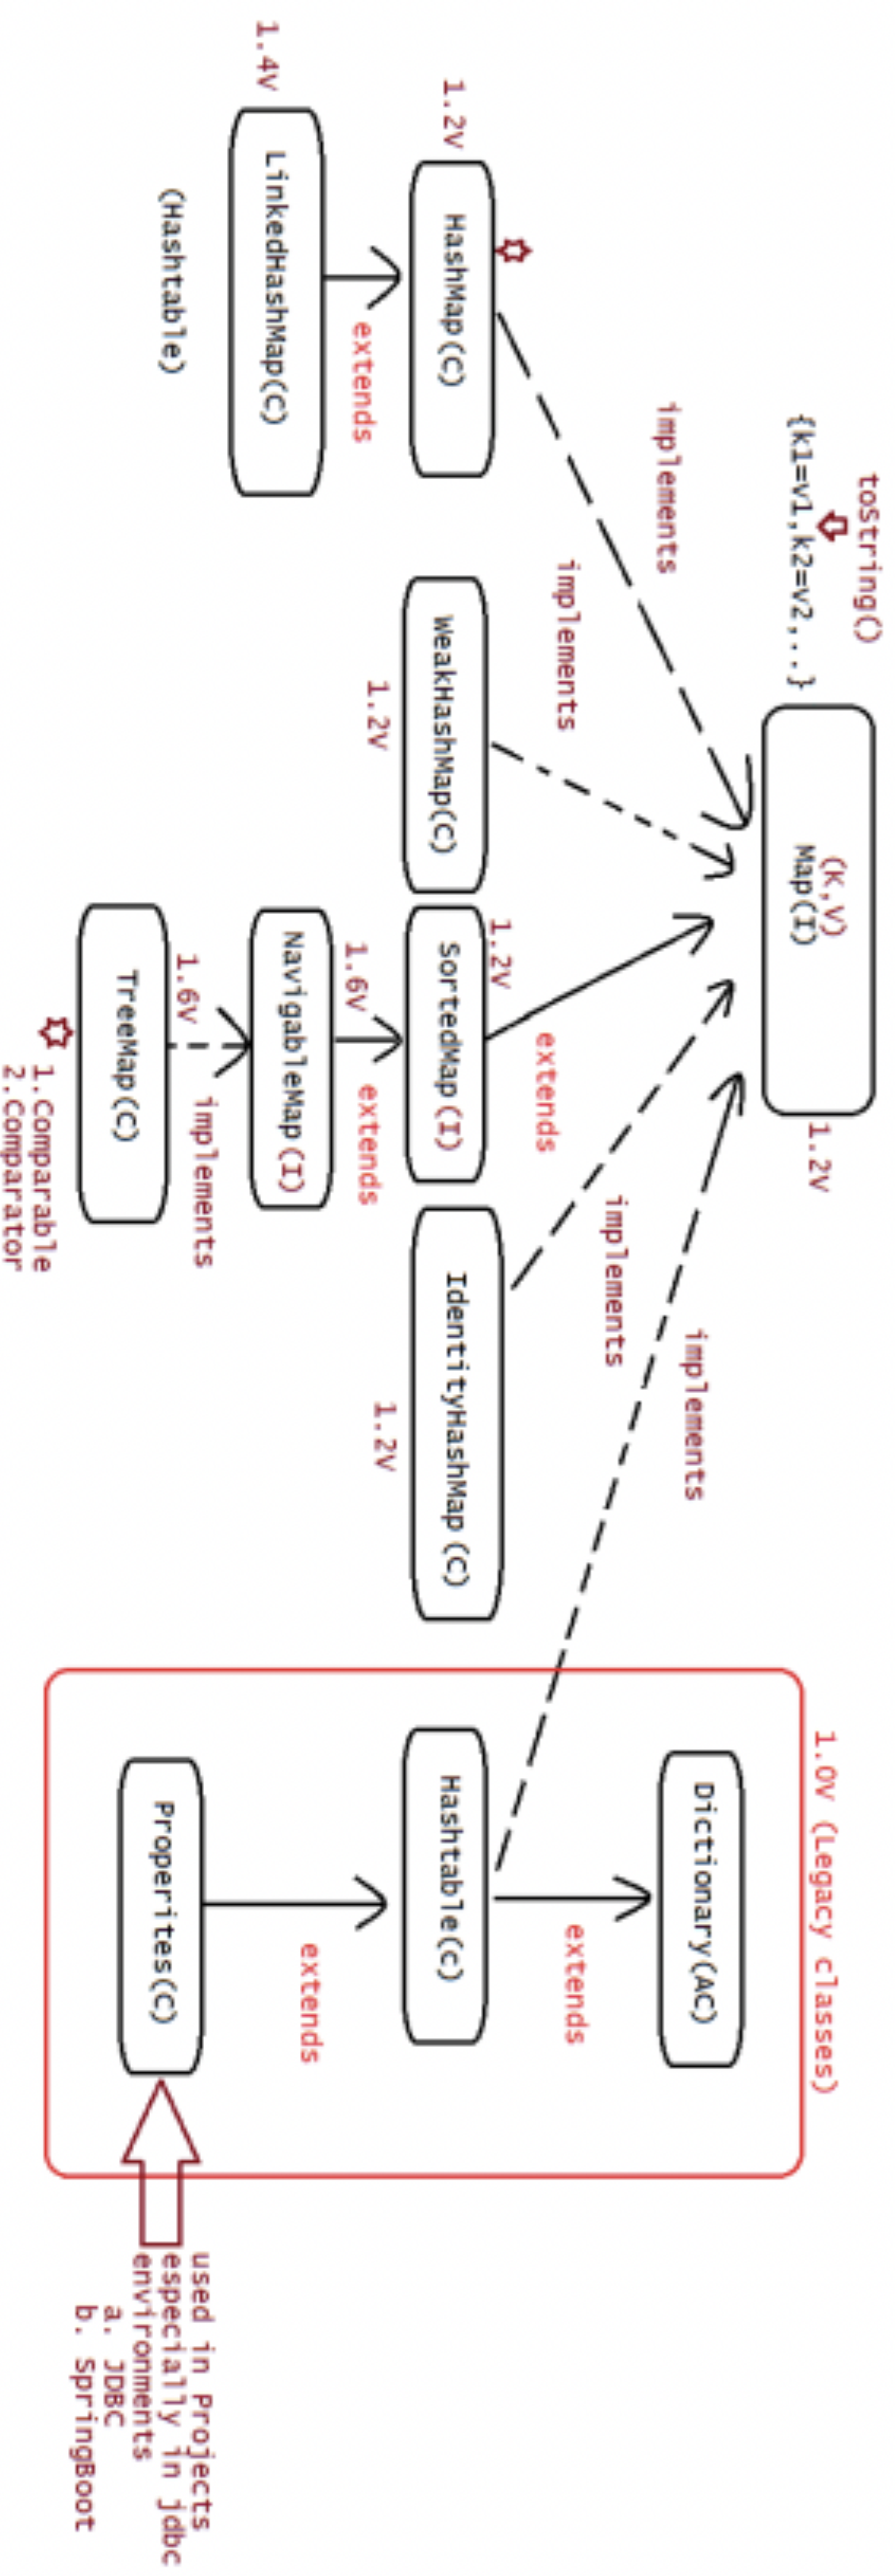 toString()
{k1=v1,k2=v2,..}
(K,V)
Map(I)
1.2V
1.0V (Legacy classes)
implements
implements
extends
implements
implements
Dictionary(AC)
extends
1.2V
HashMap(C)
WeakHashMap(C)
1.2V
1.2V
SortedMap(I)
IdentityHashMap(C)
1.2V
Hashtable(c)
extends
1.6V
extends
extends
1.4V
LinkedHashMap(C)
(Hashtable)
NavigableMap(I)
1.6V
implements
TreeMap(C)
1.Comparable
2.Comparator
Properites(C)
used in Projects
especially in jdbc
environments
a. JDBC
b. SpringBoot